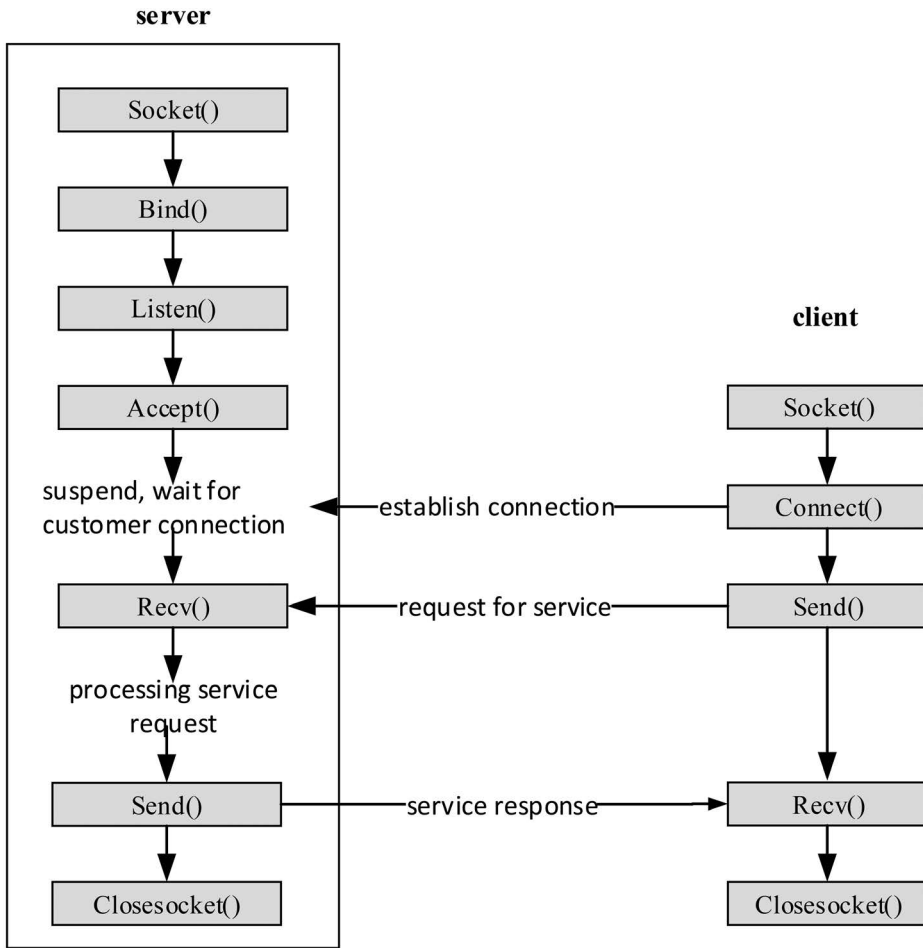 server
Socket()
Bind()
Listen()
Accept()
suspend, wait for
customer connection
Recv()
processing service
request
Send()
Closesocket()
establish connection
request for service
service response
client
Socket()
Connect()
Send()
Recv()
Closesocket()